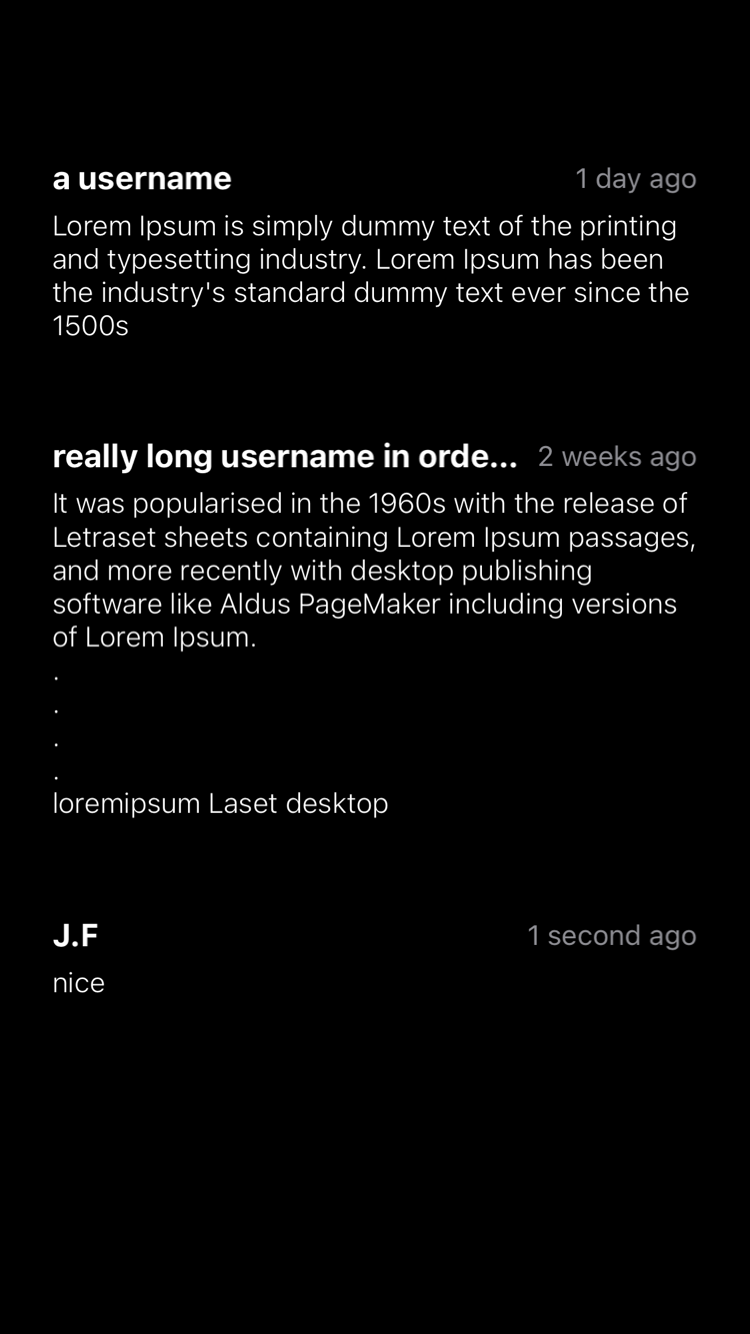 a username 1 day ago
Lorem Ipsum is simply dummy text of the printing
and typesetting industry. Lorem Ipsum has been
the industry's standard dummy text ever since the
1500s
really long username in orde... 2 weeks ago
It was popularised in the 1960s with the release of
Letraset sheets containing Lorem Ipsum passages,
and more recently with desktop publishing
software like Aldus PageMaker including versions
of Lorem Ipsum.
.
.
.
.
loremipsum Laset desktop
J.F 1 second ago
nice